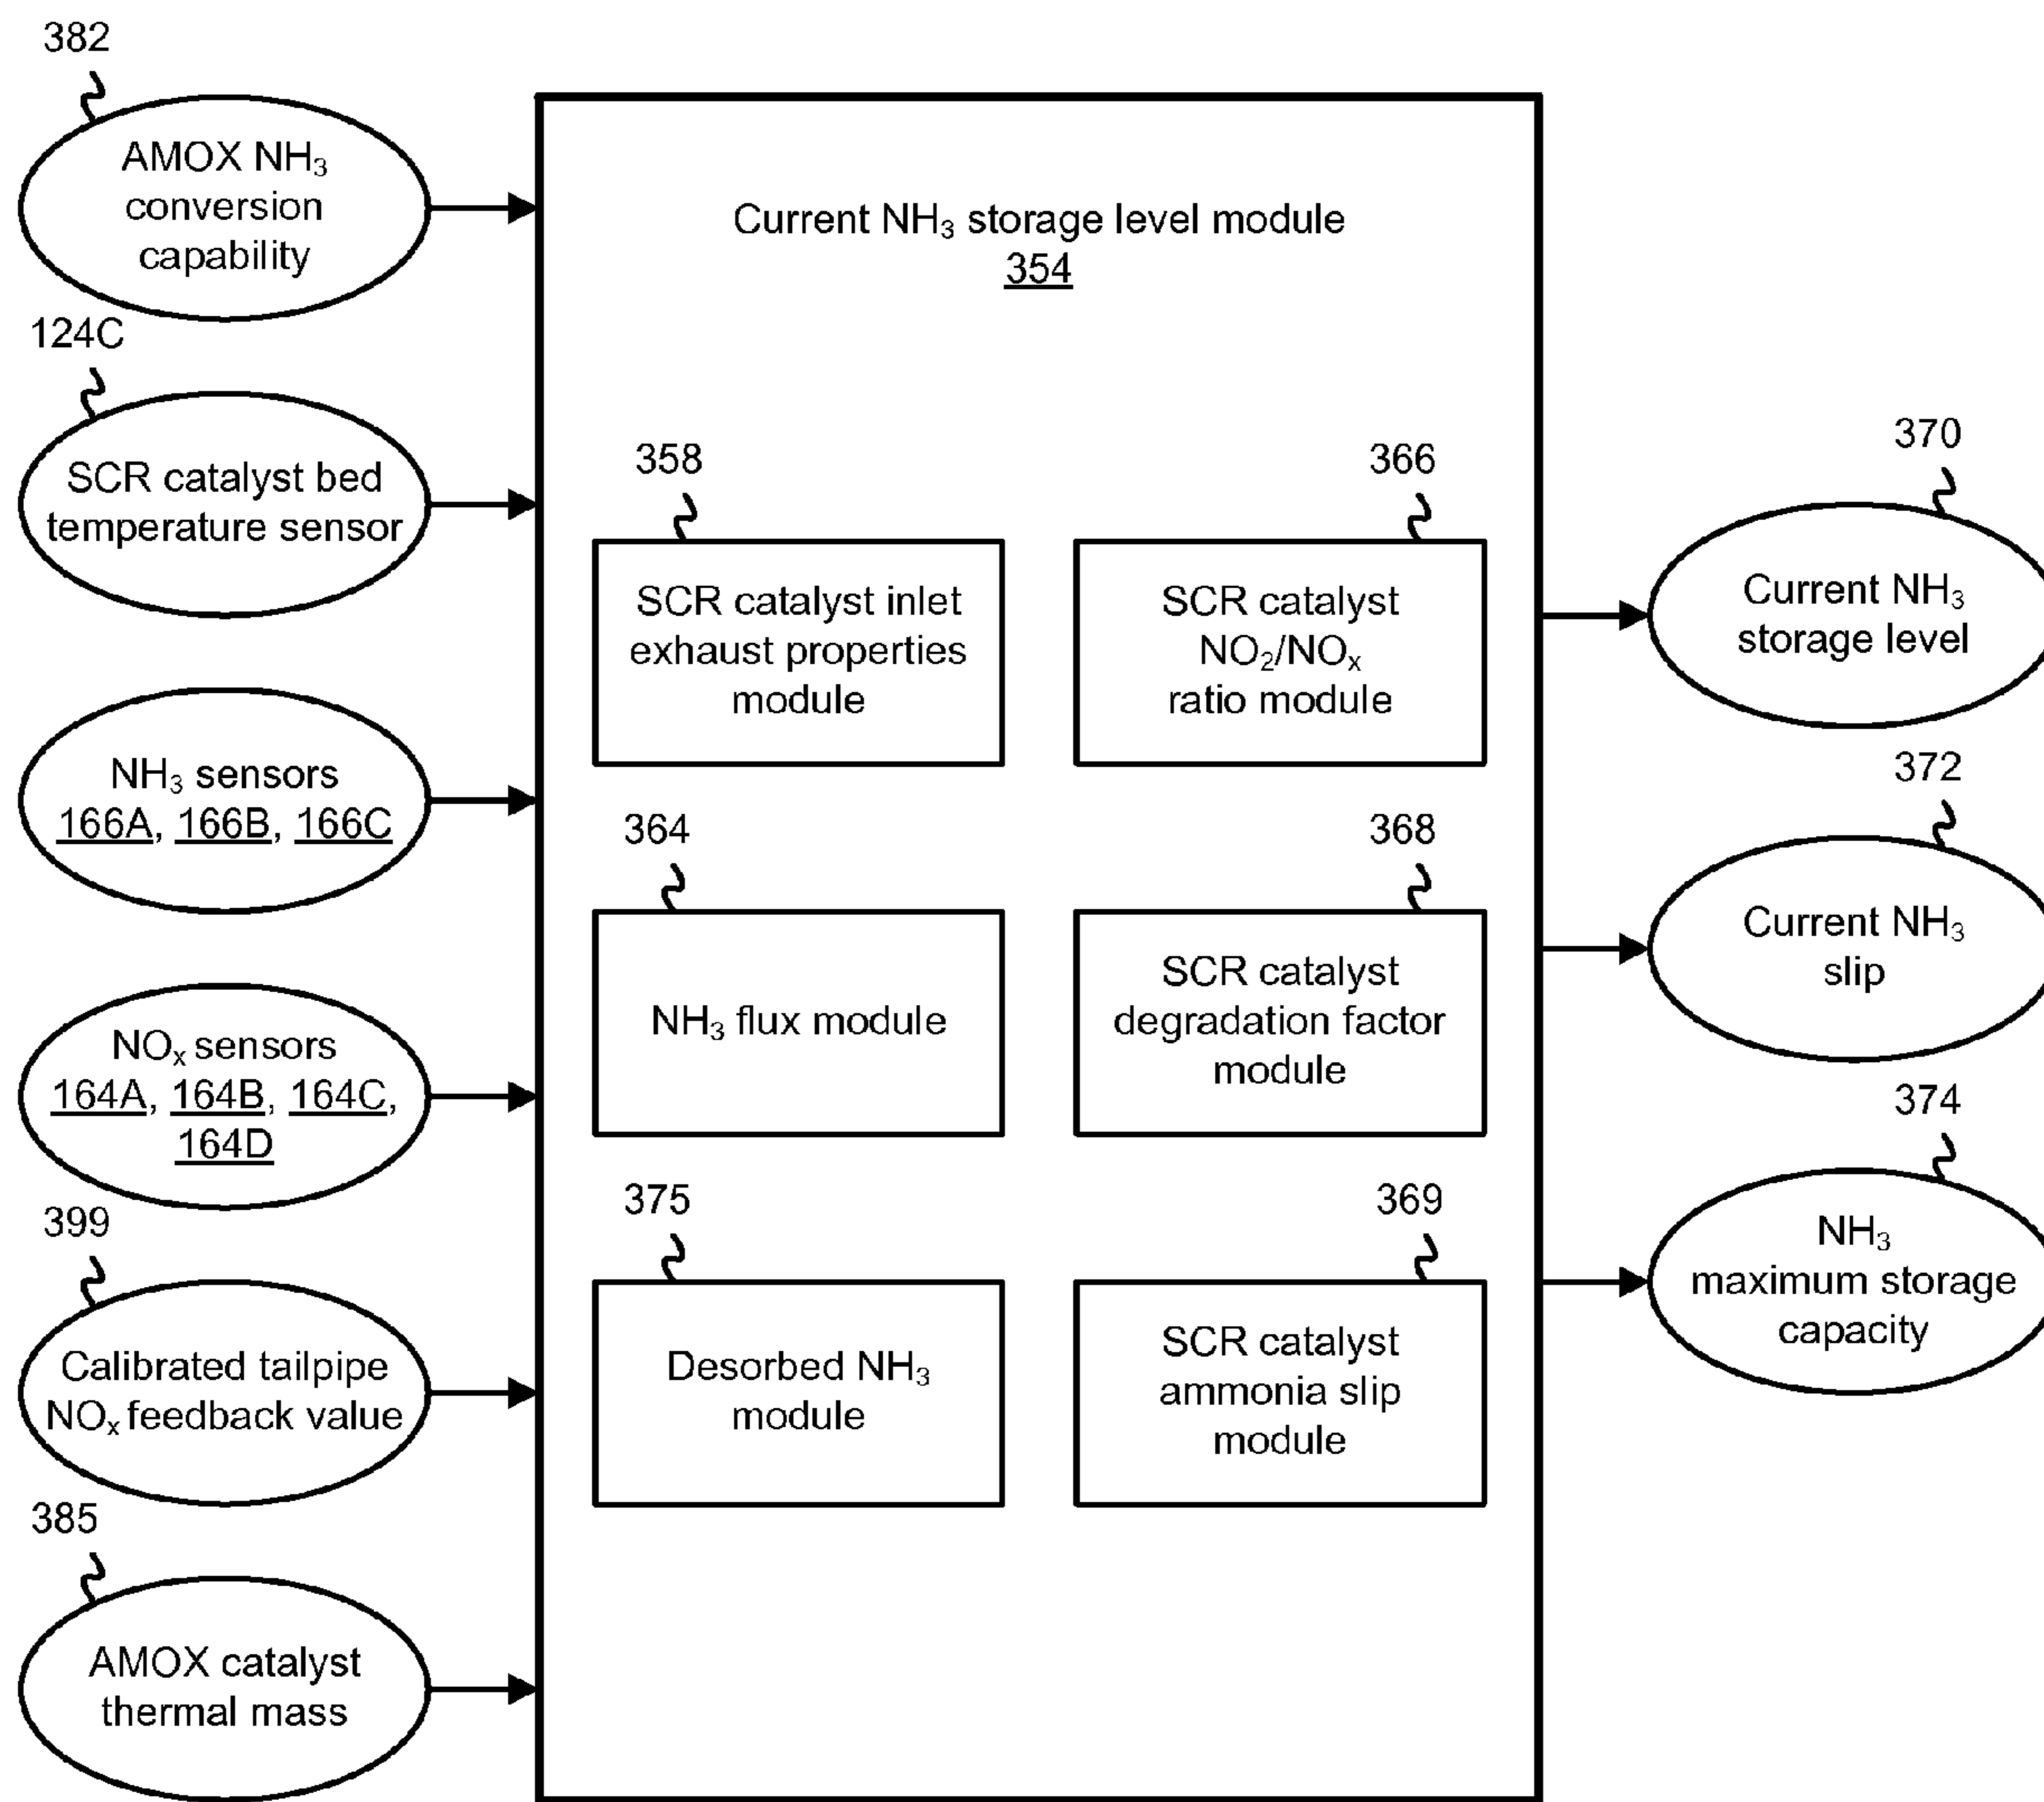 382
AMOX NH₃
conversion
capability
124C
SCR catalyst bed
temperature sensor
NH₃ sensors
166A, 166B, 166C
NOₓ sensors
164A, 164B, 164C,
164D
399
Calibrated tailpipe
NOₓ feedback value
385
AMOX catalyst
thermal mass
Current NH₃ storage level module
354
358
SCR catalyst inlet
exhaust properties
module
366
SCR catalyst
NO₂/NOₓ
ratio module
364
NH₃ flux module
368
SCR catalyst
degradation factor
module
375
Desorbed NH₃
module
369
SCR catalyst
ammonia slip
module
370
Current NH₃
storage level
372
Current NH₃
slip
374
NH₃
maximum storage
capacity